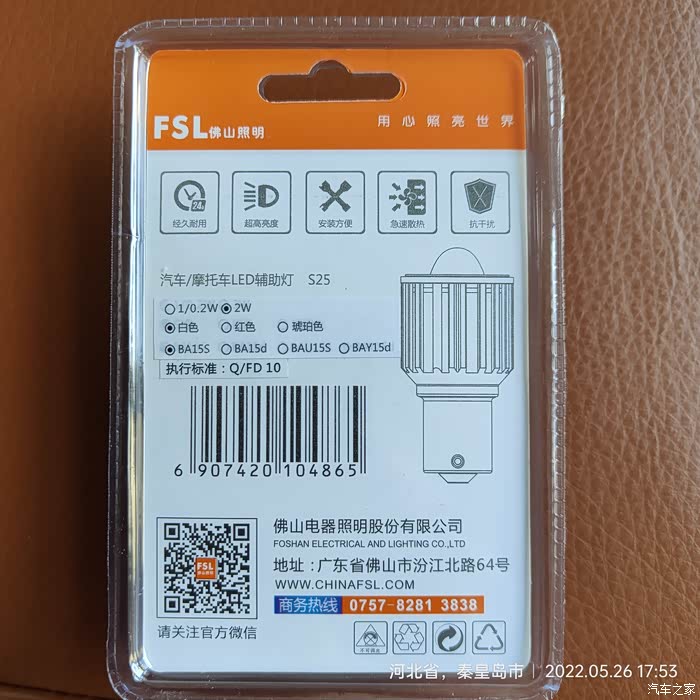 FSL佛山照明
用心照亮世界
24h
经久耐用 超高亮度 安装方便 急速散热 抗干扰
汽车/摩托车LED辅助灯 S25
1/0.2W 2W
白色 红色 琥珀色
BA15S BA15d BAU15S BAY15d
执行标准：Q/FD 10
6 907420 104865
FSL
佛山照明
请关注官方微信
佛山电器照明股份有限公司
FOSHAN ELECTRICAL AND LIGHTING CO.,LTD
地址：广东省佛山市汾江北路64号
WWW.CHINAFSL.COM
商务热线 0757-8281 3838
河北省，秦皇岛市 | 2022.05.26 17:53
汽车之家